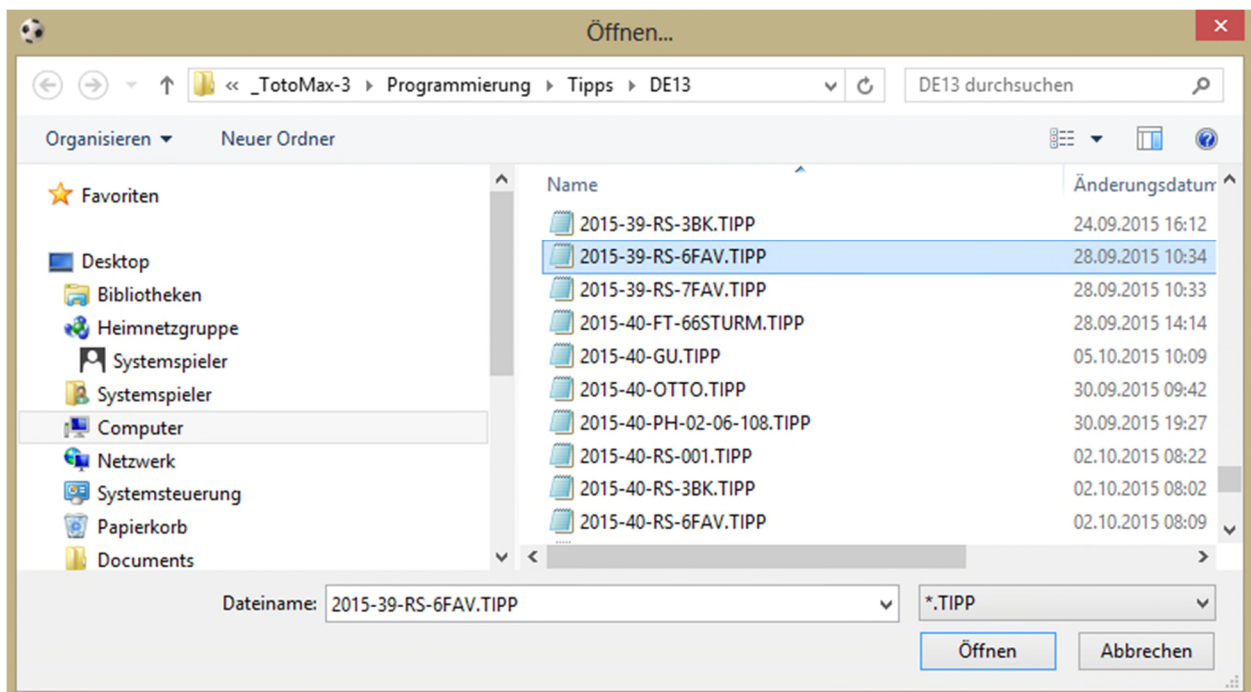 Öffnen...
« _TotoMax-3 Programmierung Tipps DE13 DE13 durchsuchen
Organisieren Neuer Ordner
Favoriten
Desktop
Bibliotheken
Heimnetzgruppe
Systemspieler
Systemspieler
Computer
Netzwerk
Systemsteuerung
Papierkorb
Documents
Name Änderungsdatum
2015-39-RS-3BK.TIPP 24.09.2015 16:12
2015-39-RS-6FAV.TIPP 28.09.2015 10:34
2015-39-RS-7FAV.TIPP 28.09.2015 10:33
2015-40-FT-66STURM.TIPP 28.09.2015 14:14
2015-40-GU.TIPP 05.10.2015 10:09
2015-40-OTTO.TIPP 30.09.2015 09:42
2015-40-PH-02-06-108.TIPP 30.09.2015 19:27
2015-40-RS-001.TIPP 02.10.2015 08:22
2015-40-RS-3BK.TIPP 02.10.2015 08:02
2015-40-RS-6FAV.TIPP 02.10.2015 08:09
Dateiname: 2015-39-RS-6FAV.TIPP *.TIPP
Öffnen Abbrechen